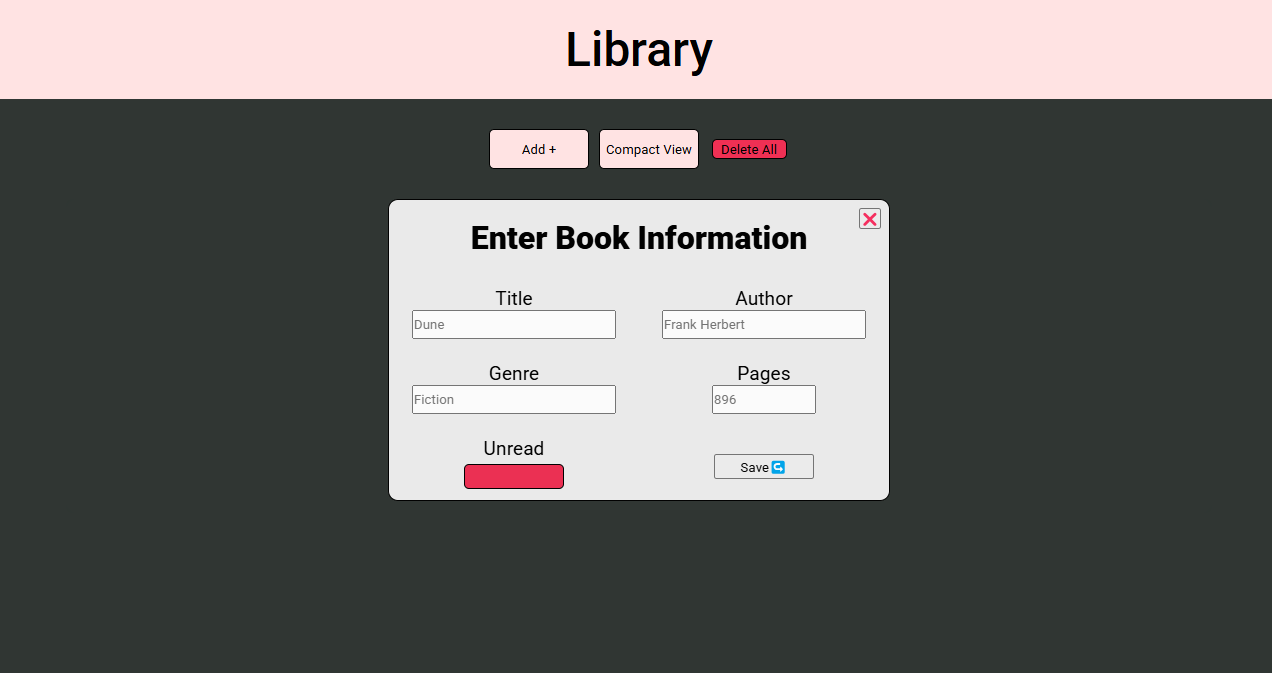 Library
Add +
Compact View
Delete All
Enter Book Information
Title
Author
Dune
Frank Herbert
Genre
Pages
Fiction
896
Unread
Save